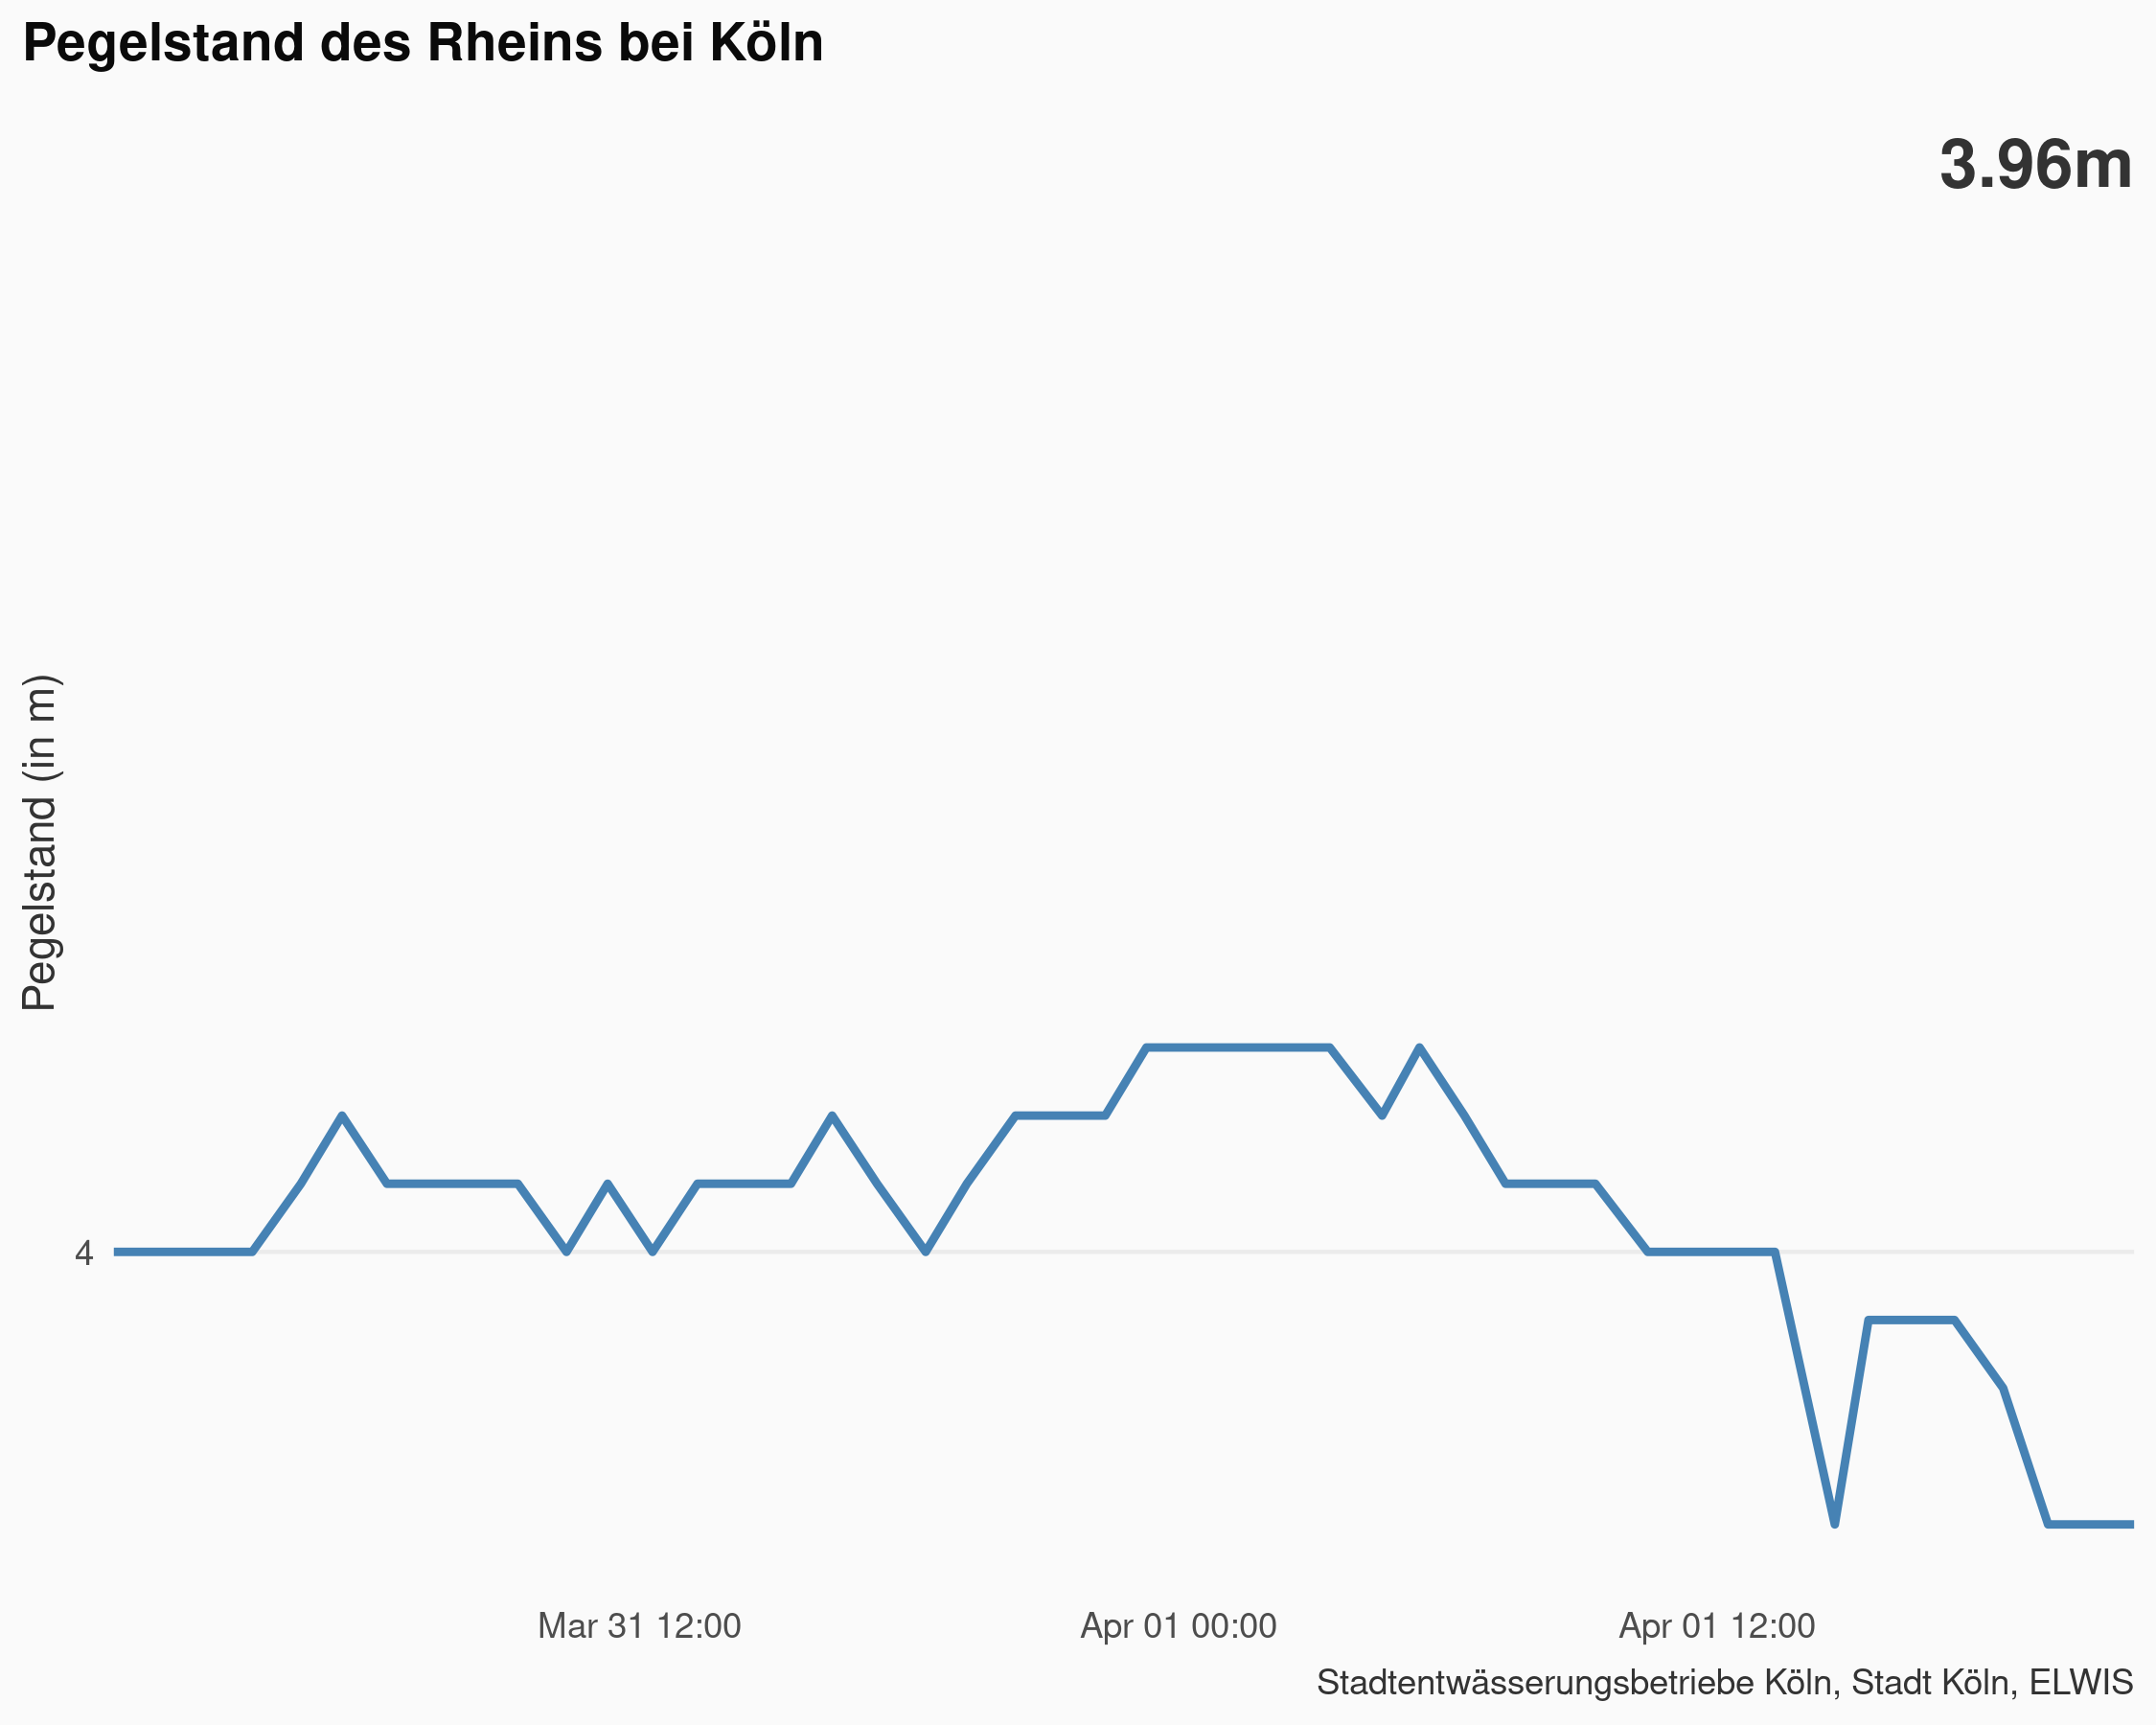 Pegelstand des Rheins bei Köln
3.96m
Pegelstand (in m)
4
Mar 31 12:00
Apr 01 00:00
Apr 01 12:00
Stadtentwässerungsbetriebe Köln, Stadt Köln, ELWIS